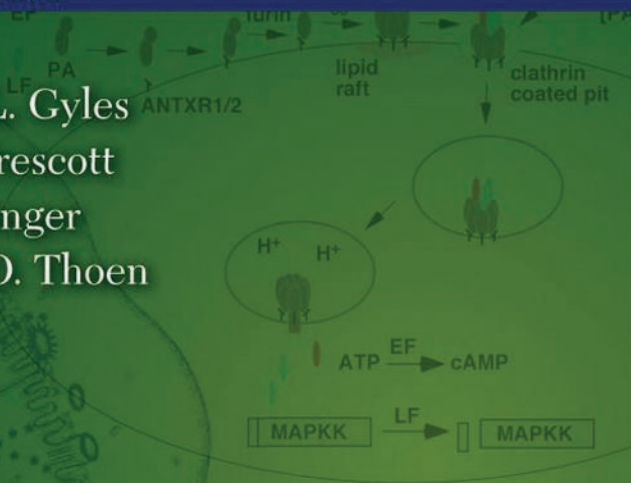 EF
furin
[PA
lipid
raft
clathrin
coated pit
LF
PA
ANTXR1/2
L. Gyles
rescott
nger
D. Thoen
H+ H+
ATP EF cAMP
MAPKK LF MAPKK